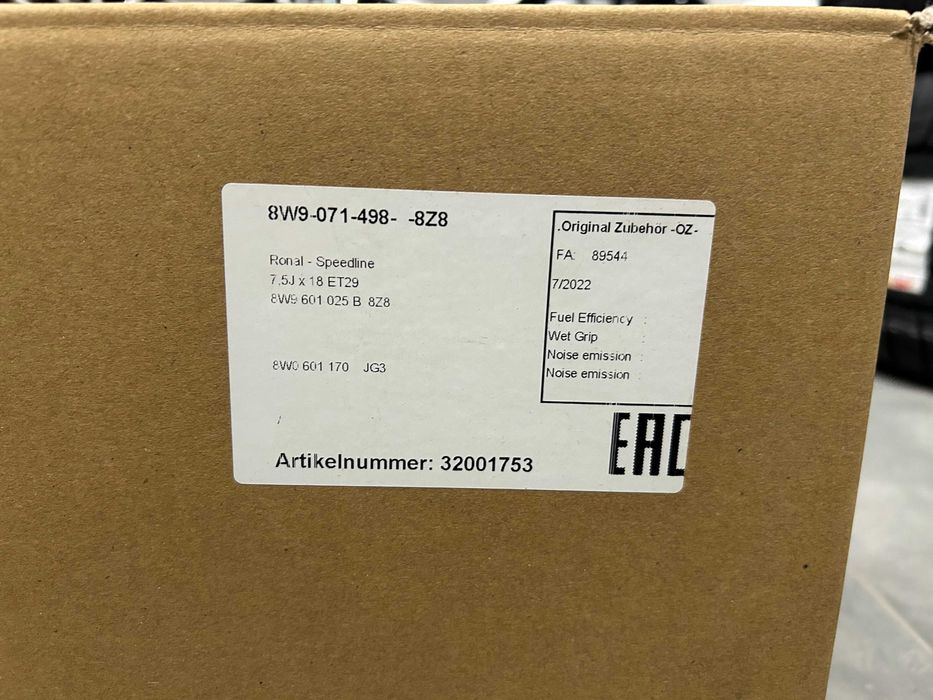 8W9-071-498- -8Z8
Ronal - Speedline
7.5J x 18 ET29
8W9 601 025 B 8Z8
8W0 601 170 JG3
/
Artikelnummer: 32001753
.Original Zubehör -OZ-
FA: 89544
7/2022
Fuel Efficiency :
Wet Grip :
Noise emission :
Noise emission :
EAC